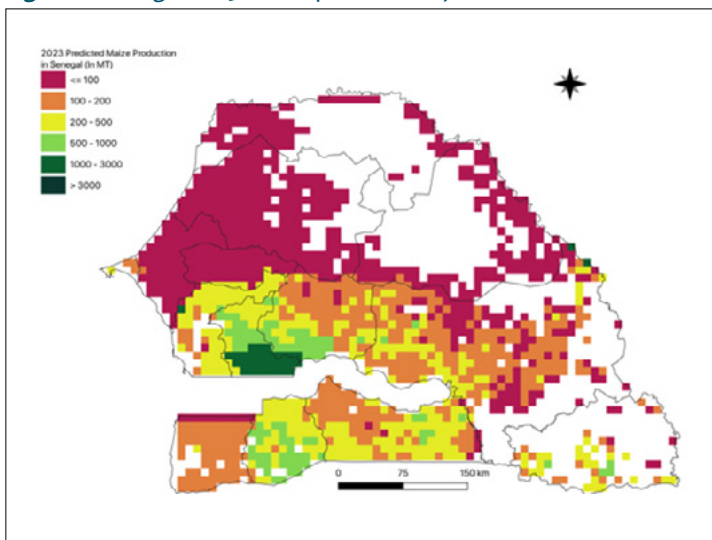 2023 Predicted Maize Production
in Senegal (In MT)
<= 100
100 - 200
200 - 500
500 - 1000
1000 - 3000
> 3000
0 75 150 km